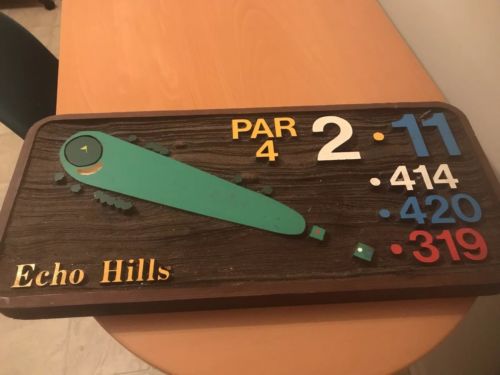 PAR 2 • 11
4
• 414
• 420
• 319
Echo Hills